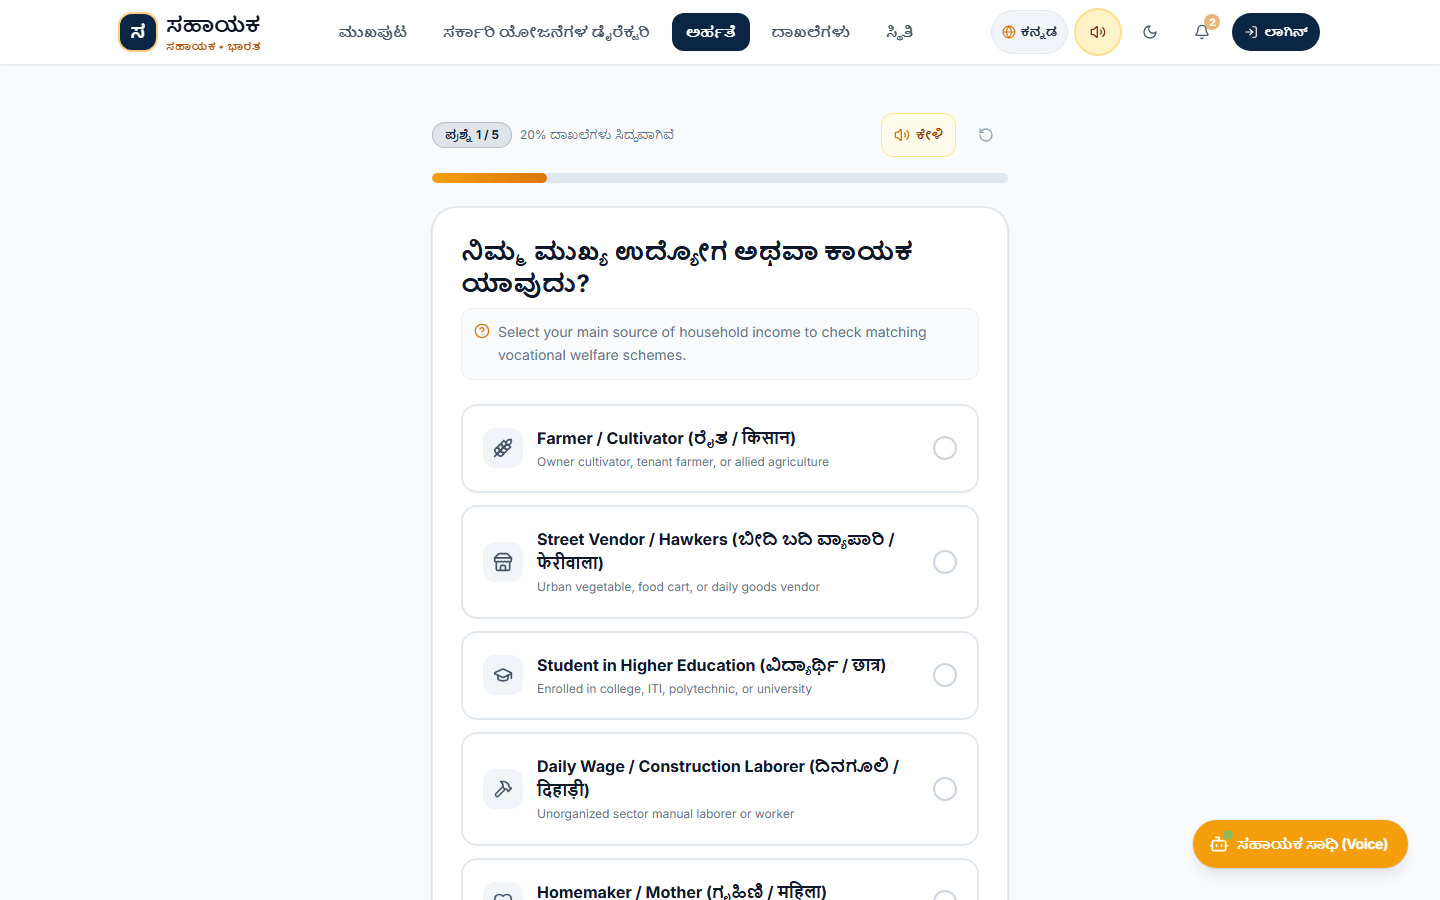 ಸ
ಸಹಾಯಕ
ಸಹಾಯಕ • ಭಾರತ
ಮುಖಪುಟ
ಸರ್ಕಾರಿ ಯೋಜನೆಗಳ ಡೈರೆಕ್ಟರಿ
ಅರ್ಹತೆ
ದಾಖಲೆಗಳು
ಸ್ಥಿತಿ
ಕನ್ನಡ
2
ಲಾಗಿನ್
ಪ್ರಶ್ನೆ 1 / 5
20% ದಾಖಲೆಗಳು ಸಿದ್ಧವಾಗಿವೆ
ಕೇಳಿ
ನಿಮ್ಮ ಮುಖ್ಯ ಉದ್ಯೋಗ ಅಥವಾ ಕಾಯಕ
ಯಾವುದು?
Select your main source of household income to check matching
vocational welfare schemes.
Farmer / Cultivator (ರೈತ / किसान)
Owner cultivator, tenant farmer, or allied agriculture
Street Vendor / Hawkers (ಬೀದಿ ಬದಿ ವ್ಯಾಪಾರಿ /
फेरीवाला)
Urban vegetable, food cart, or daily goods vendor
Student in Higher Education (ವಿದ್ಯಾರ್ಥಿ / छात्र)
Enrolled in college, ITI, polytechnic, or university
Daily Wage / Construction Laborer (ದಿನಗೂಲಿ /
दिहाड़ी)
Unorganized sector manual laborer or worker
Homemaker / Mother (ಗೃಹಿಣಿ / महिला)
ಸಹಾಯಕ ಸಾಥಿ (Voice)